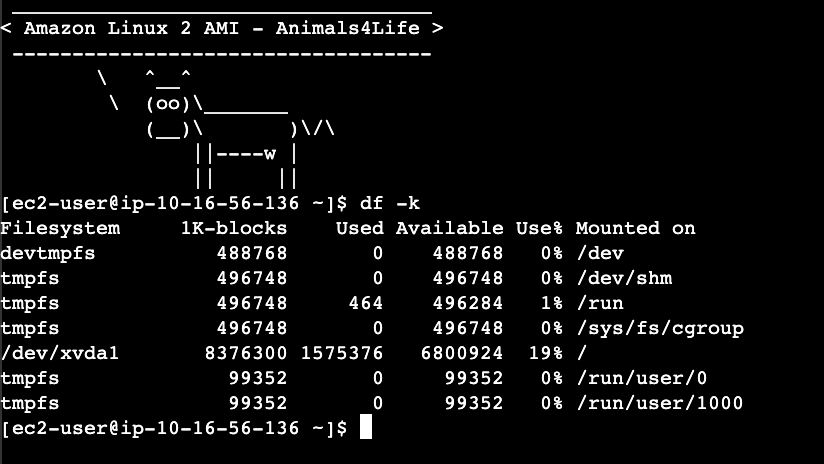 ___________________________________
< Amazon Linux 2 AMI - Animals4Life >
 -----------------------------------
        \   ^__^
         \  (oo)\_______
            (__)\       )\/\
                ||----w |
                ||     ||
[ec2-user@ip-10-16-56-136 ~]$ df -k
Filesystem     1K-blocks    Used Available Use% Mounted on
devtmpfs          488768       0    488768   0% /dev
tmpfs             496748       0    496748   0% /dev/shm
tmpfs             496748     464    496284   1% /run
tmpfs             496748       0    496748   0% /sys/fs/cgroup
/dev/xvda1       8376300 1575376   6800924  19% /
tmpfs              99352       0     99352   0% /run/user/0
tmpfs              99352       0     99352   0% /run/user/1000
[ec2-user@ip-10-16-56-136 ~]$